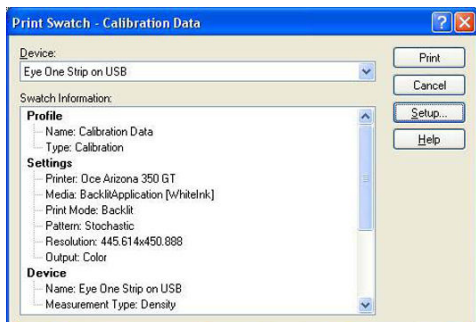 Print Swatch - Calibration Data
Device:
Eye One Strip on USB
Swatch Information:
Profile
Name: Calibration Data
Type: Calibration
Settings
Printer: Oce Arizona 350 GT
Media: BacklitApplication [WhiteInk]
Print Mode: Backlit
Pattern: Stochastic
Resolution: 445.614x450.888
Output: Color
Device
Name: Eye One Strip on USB
Measurement Type: Density
Print
Cancel
Setup...
Help